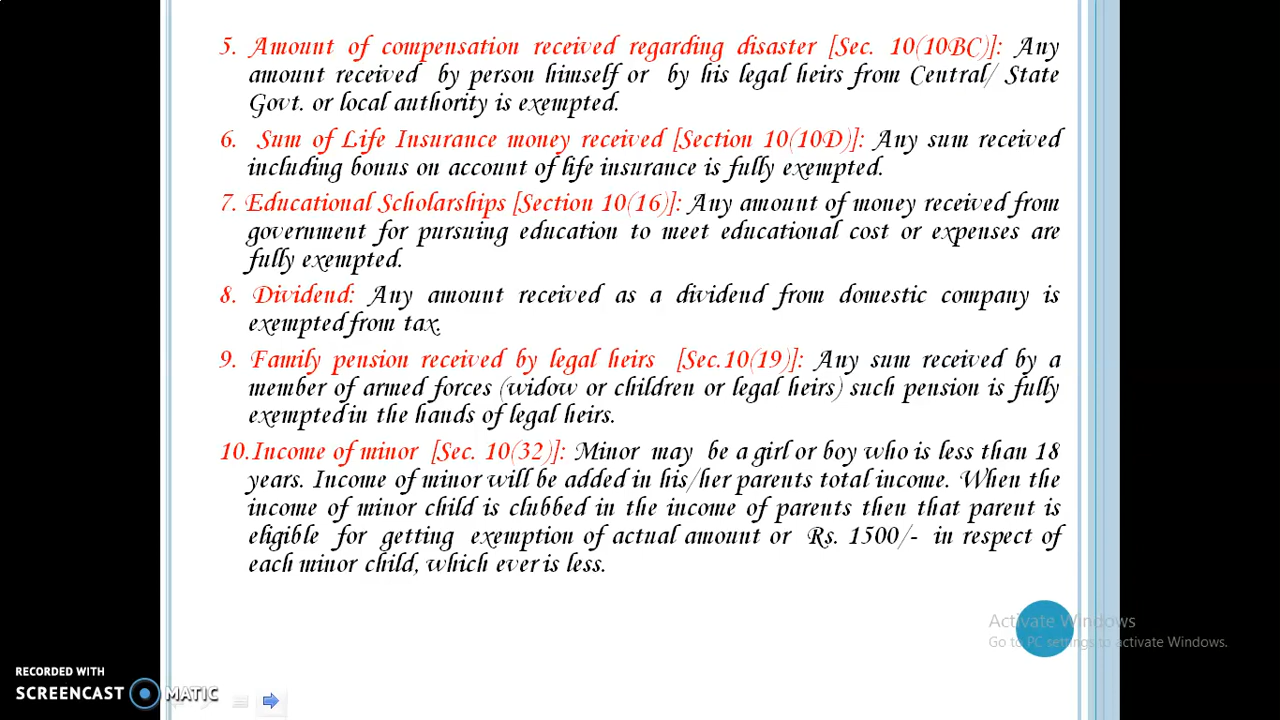 5. Amount of compensation received regarding disaster [Sec. 10(10BC)]: Any
amount received by person himself or by his legal heirs from Central/ State
Govt. or local authority is exempted.
6. Sum of Life Insurance money received [Section 10(10D)]: Any sum received
including bonus on account of life insurance is fully exempted.
7. Educational Scholarships [Section 10(16]: Any amount of money received from
government for pursuing education to meet educational cost or expenses are
fully exempted.
8. Dividend: Any amount received as a dividend from domestic company is
exempted from tax.
9. Family pension received by legal heirs [Sec.10(19)]: Any sum received by a
member of armed forces (widow or children or legal heirs) such pension is fully
exempted in the hands of legal heirs.
10.Income of minor [Sec. 10(32)]: Minor may be a girl or boy who is less than 18
years. Income of minor will be added in his/her parents total income. When the
income of minor child is clubbed in the income of parents then that parent is
eligible for getting exemption of actual amount or Rs. 1500/- in respect of
each minor child, which ever is less.
Activate Windows
Go to PC settings to activate Windows.
RECORDED WITH
SCREENCAST MATIC